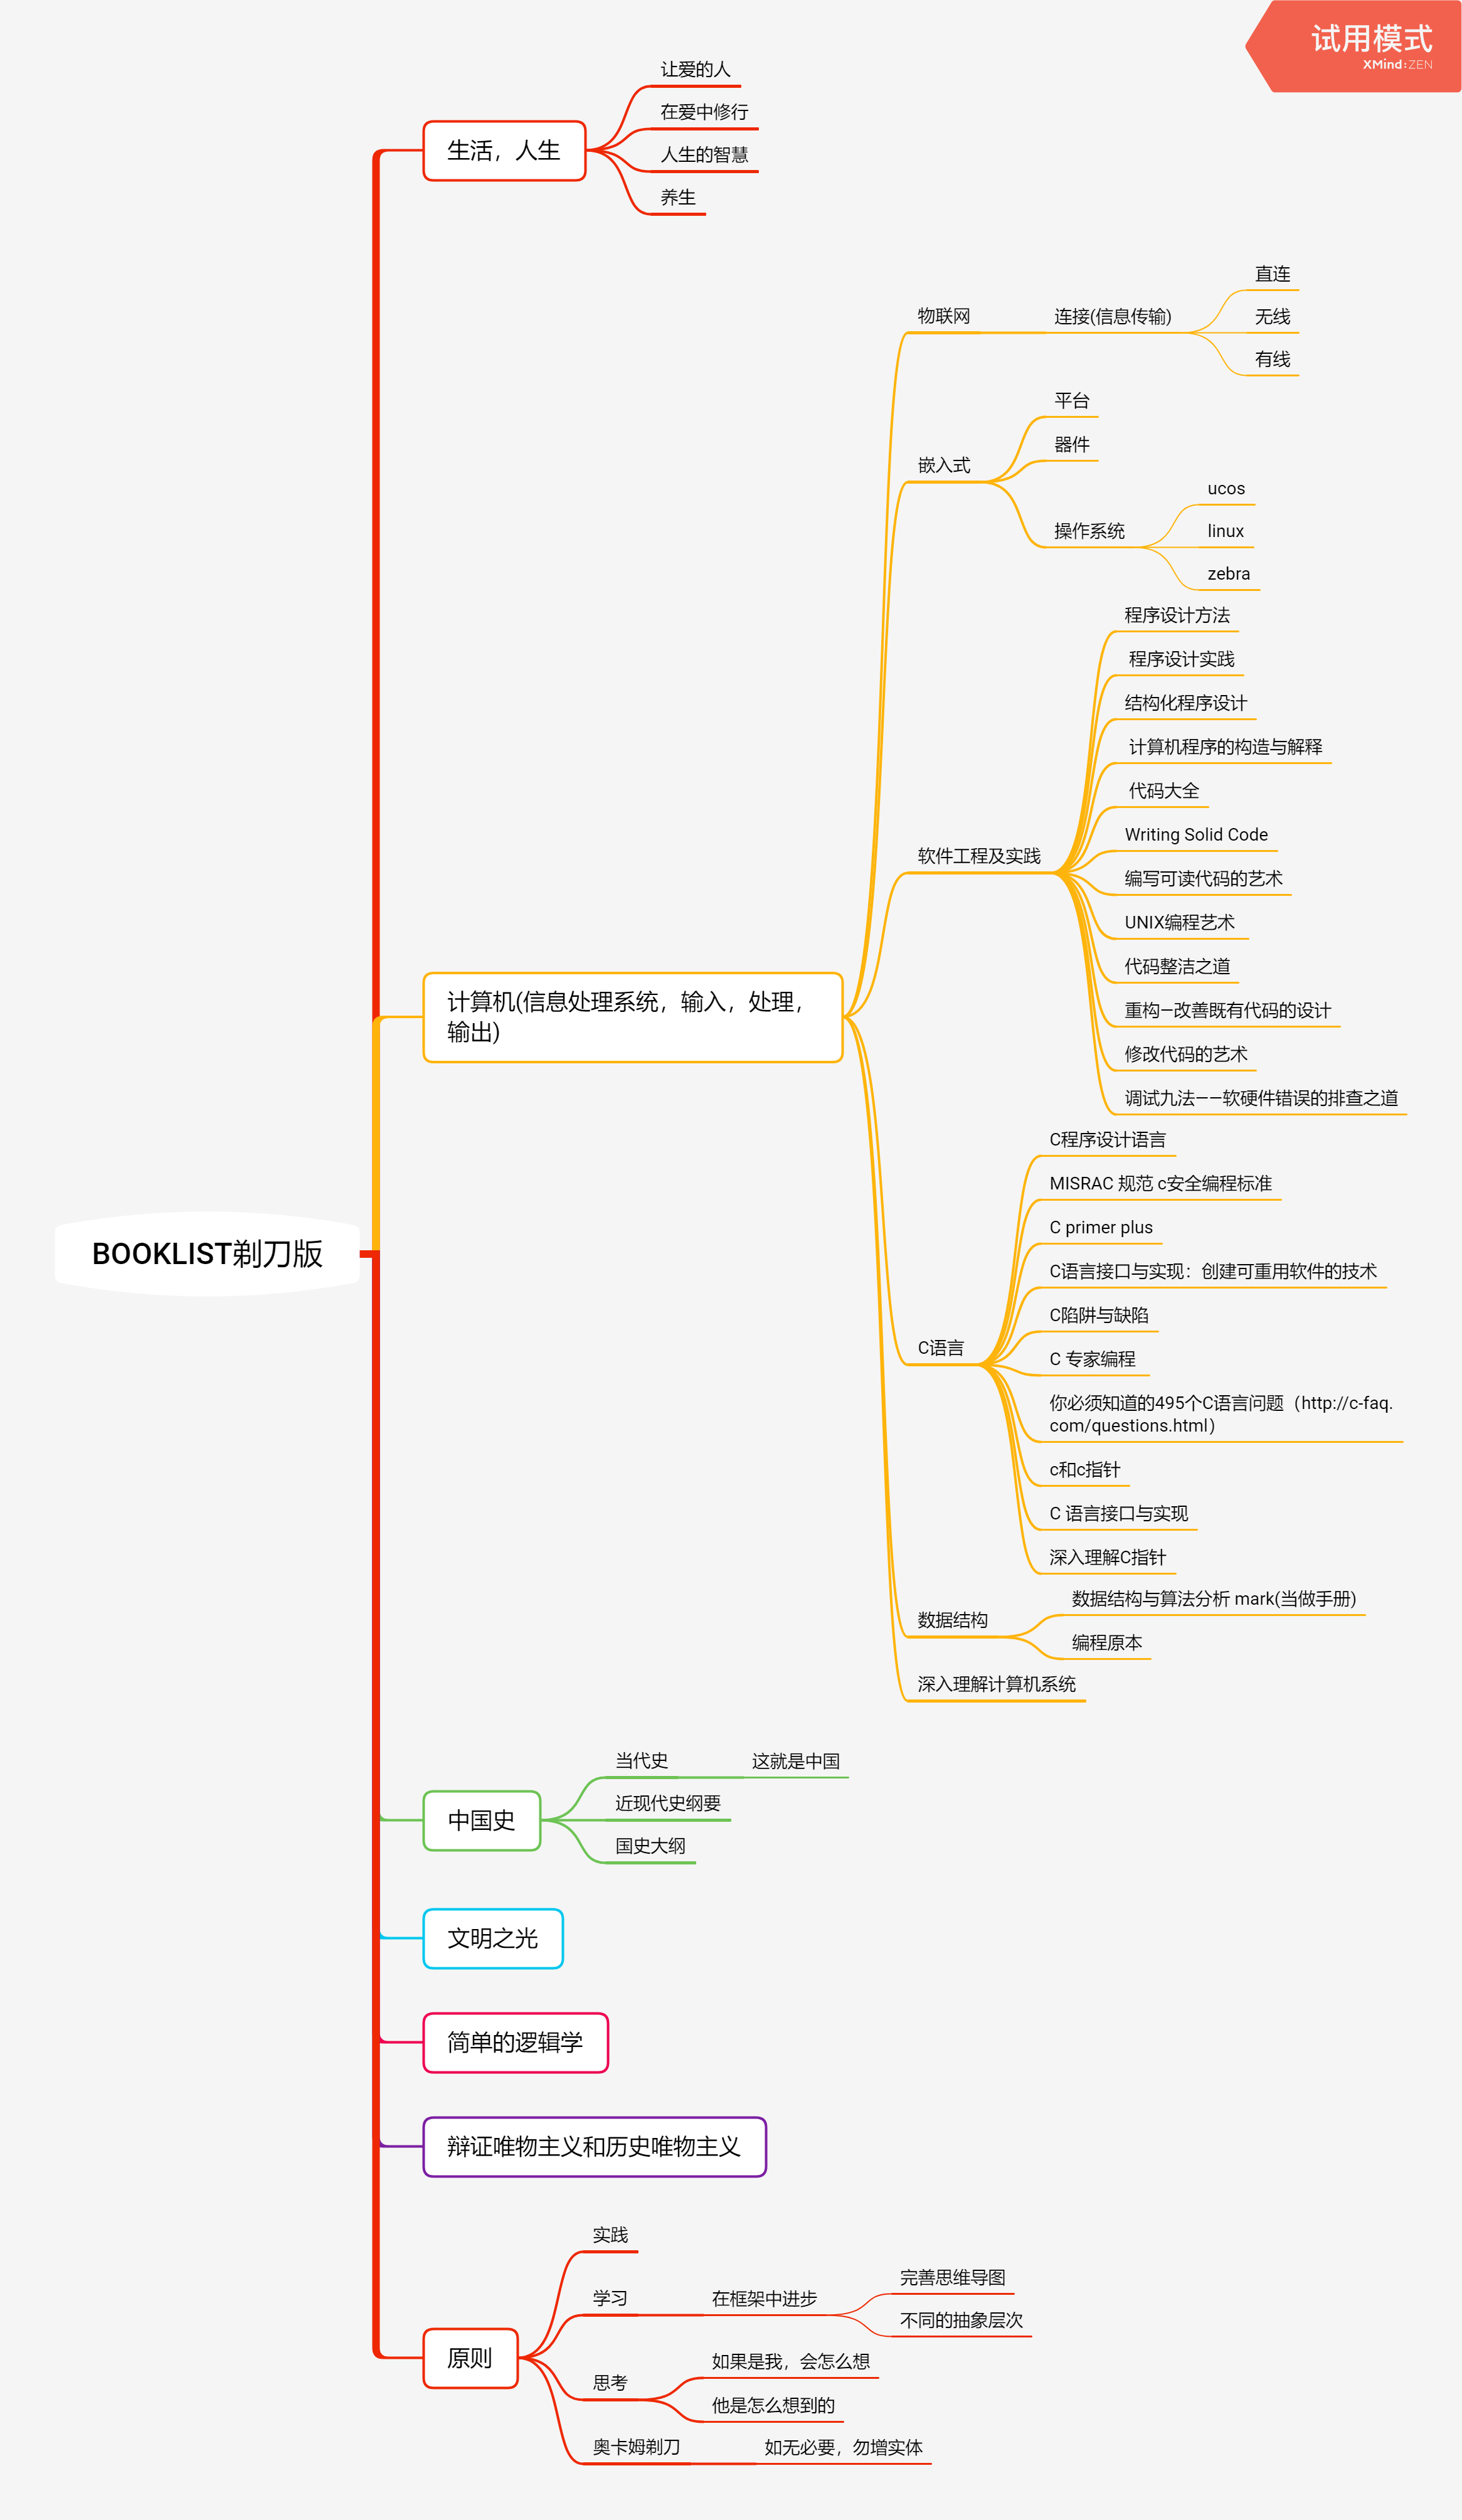 试用模式
XMind:ZEN
让爱的人
在爱中修行
生活，人生
人生的智慧
养生
直连
物联网
连接(信息传输)
无线
有线
平台
器件
嵌入式
ucos
操作系统
linux
zebra
程序设计方法
程序设计实践
结构化程序设计
计算机程序的构造与解释
代码大全
Writing Solid Code
软件工程及实践
编写可读代码的艺术
UNIX编程艺术
代码整洁之道
计算机(信息处理系统，输入，处理，
输出)
重构—改善既有代码的设计
修改代码的艺术
调试九法——软硬件错误的排查之道
C程序设计语言
MISRAC 规范 c安全编程标准
C primer plus
BOOKLIST剃刀版
C语言接口与实现：创建可重用软件的技术
C陷阱与缺陷
C语言
C 专家编程
你必须知道的495个C语言问题（http://c-faq.
com/questions.html）
c和c指针
C 语言接口与实现
深入理解C指针
数据结构与算法分析 mark(当做手册)
数据结构
编程原本
深入理解计算机系统
当代史
这就是中国
中国史
近现代史纲要
国史大纲
文明之光
简单的逻辑学
辩证唯物主义和历史唯物主义
实践
完善思维导图
学习
在框架中进步
不同的抽象层次
原则
如果是我，会怎么想
思考
他是怎么想到的
奥卡姆剃刀
如无必要，勿增实体